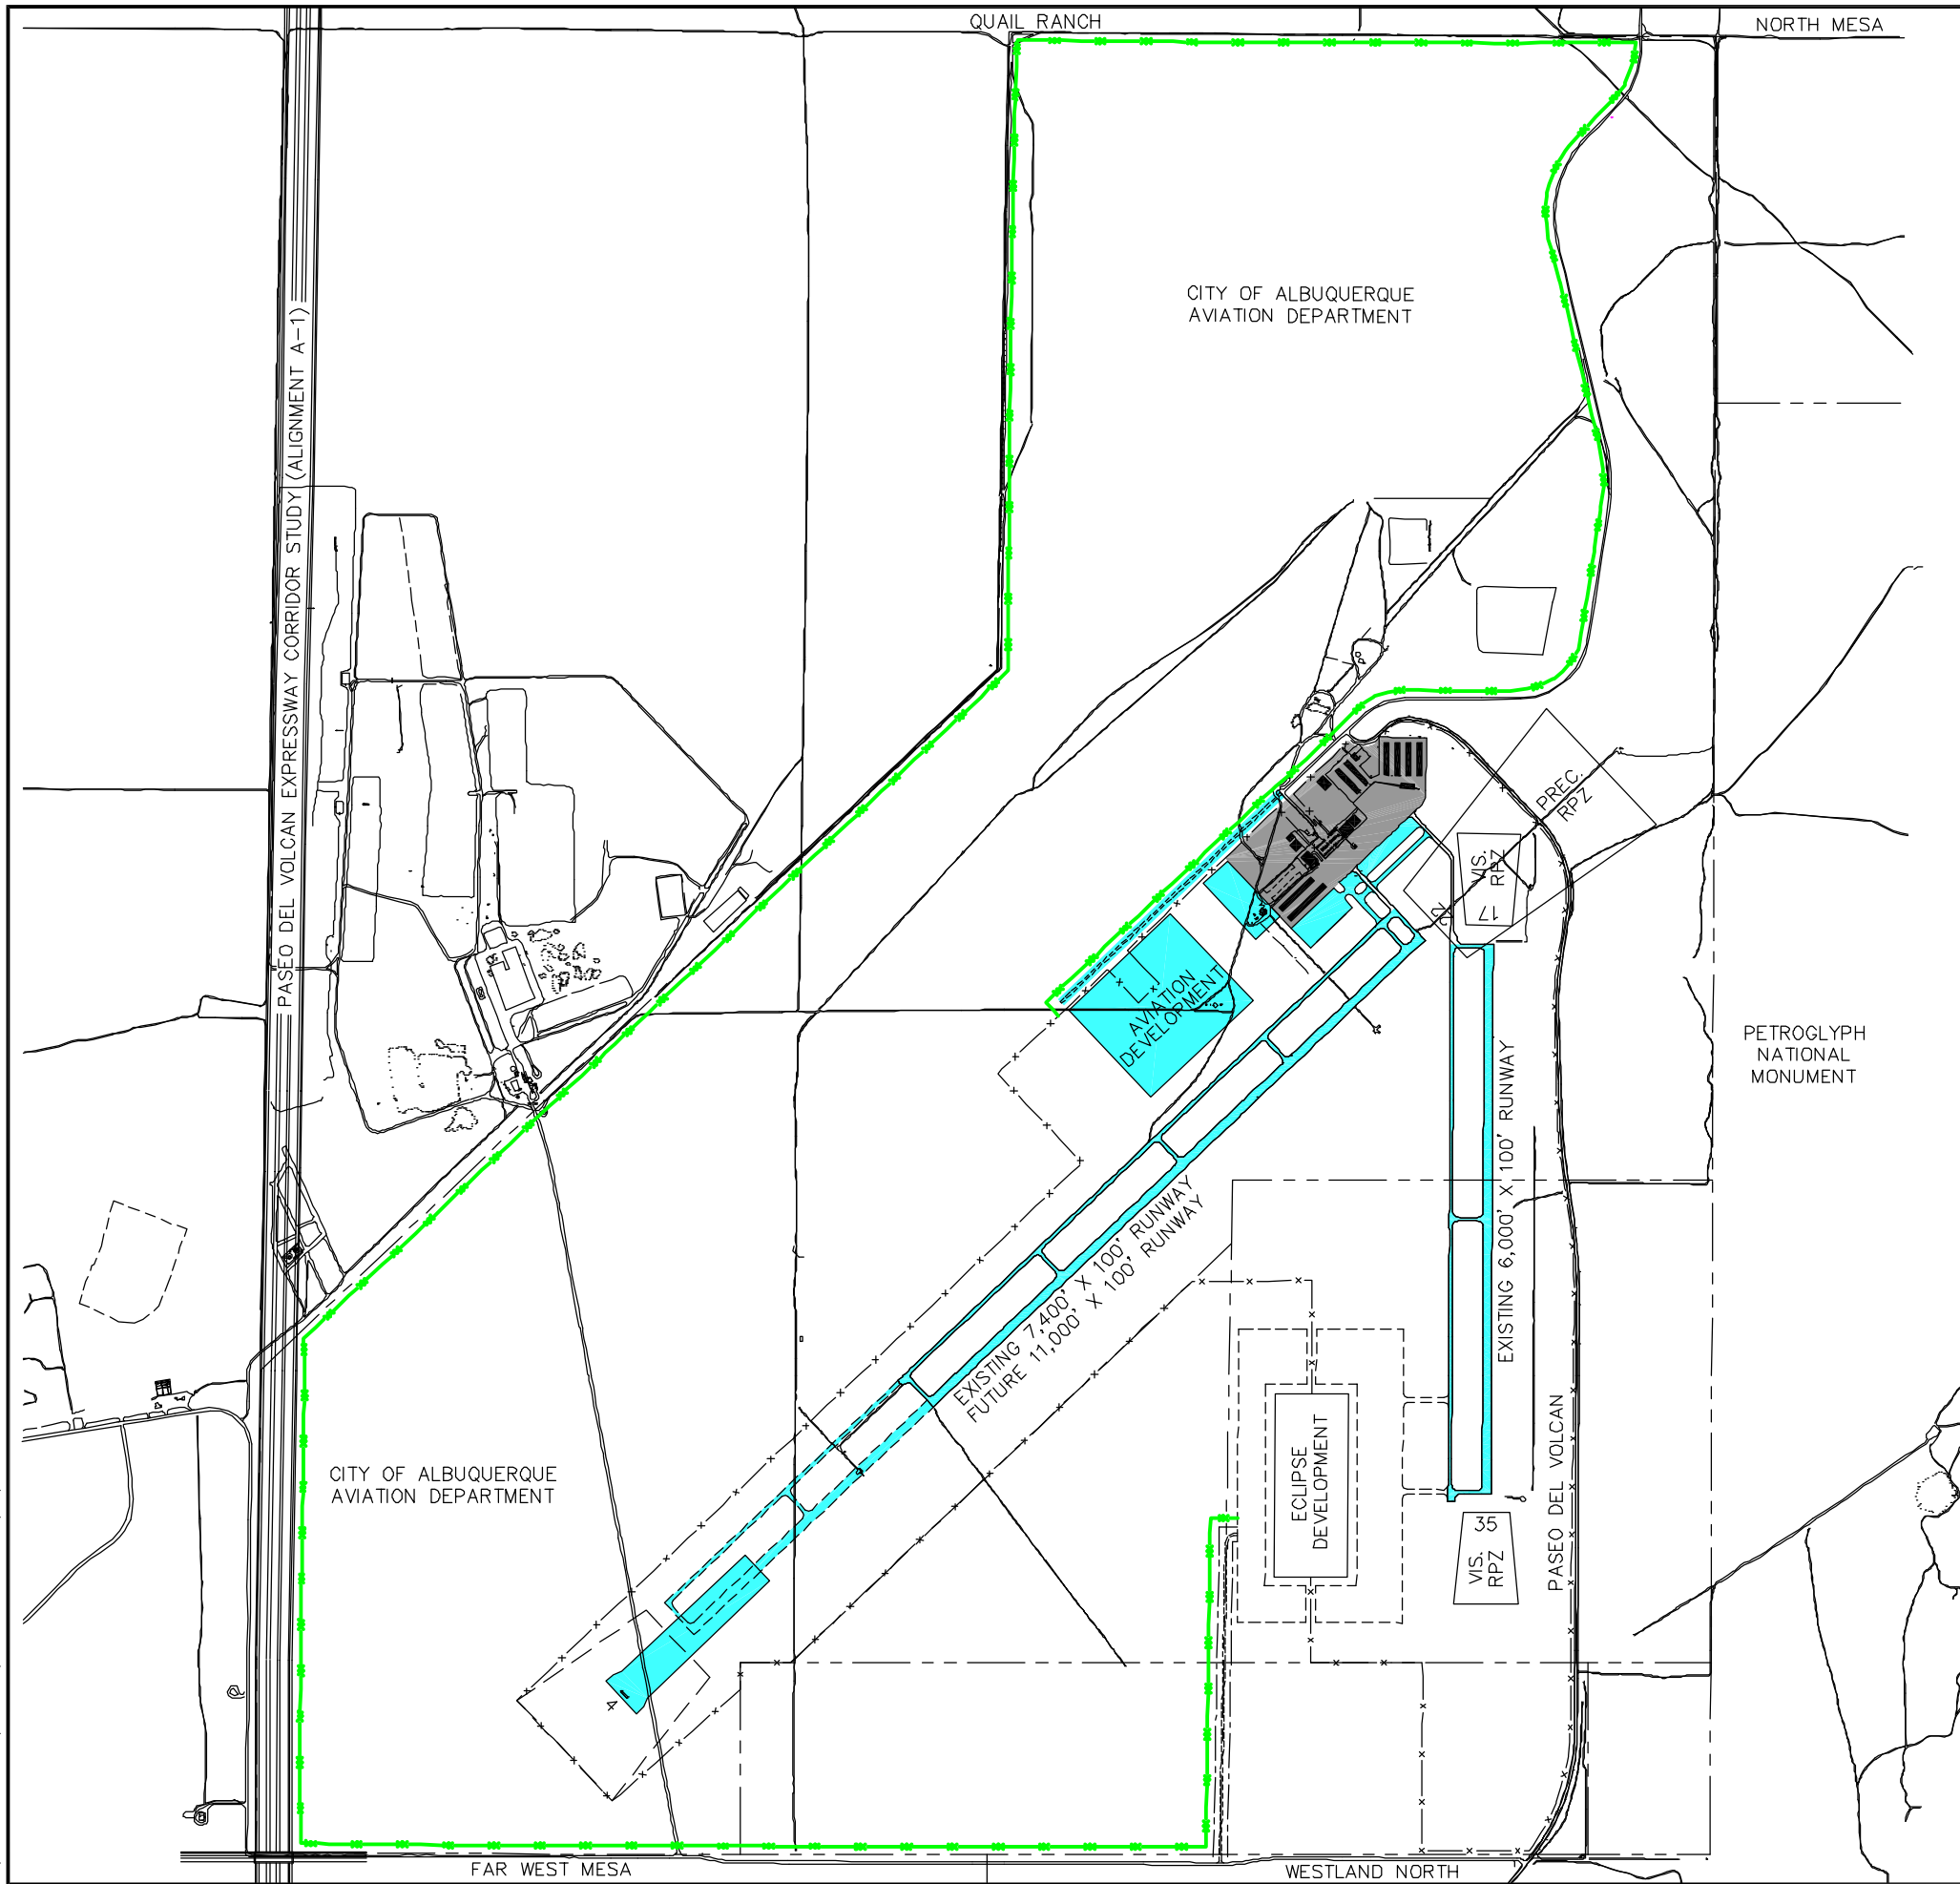 QUAIL RANCH
NORTH MESA
CITY OF ALBUQUERQUE
AVIATION DEPARTMENT
PASEO DEL VOLCAN EXPRESSWAY CORRIDOR STUDY (ALIGNMENT A-1)
PREC.
RPZ
VIS.
RPZ
17
22
AVIATION
DEVELOPMENT
PETROGLYPH
NATIONAL
MONUMENT
EXISTING 6,000' X 100' RUNWAY
EXISTING 7,400' X 100' RUNWAY
FUTURE 11,000' X 100' RUNWAY
ECLIPSE
DEVELOPMENT
PASEO DEL VOLCAN
CITY OF ALBUQUERQUE
AVIATION DEPARTMENT
35
VIS.
RPZ
4
FAR WEST MESA
WESTLAND NORTH